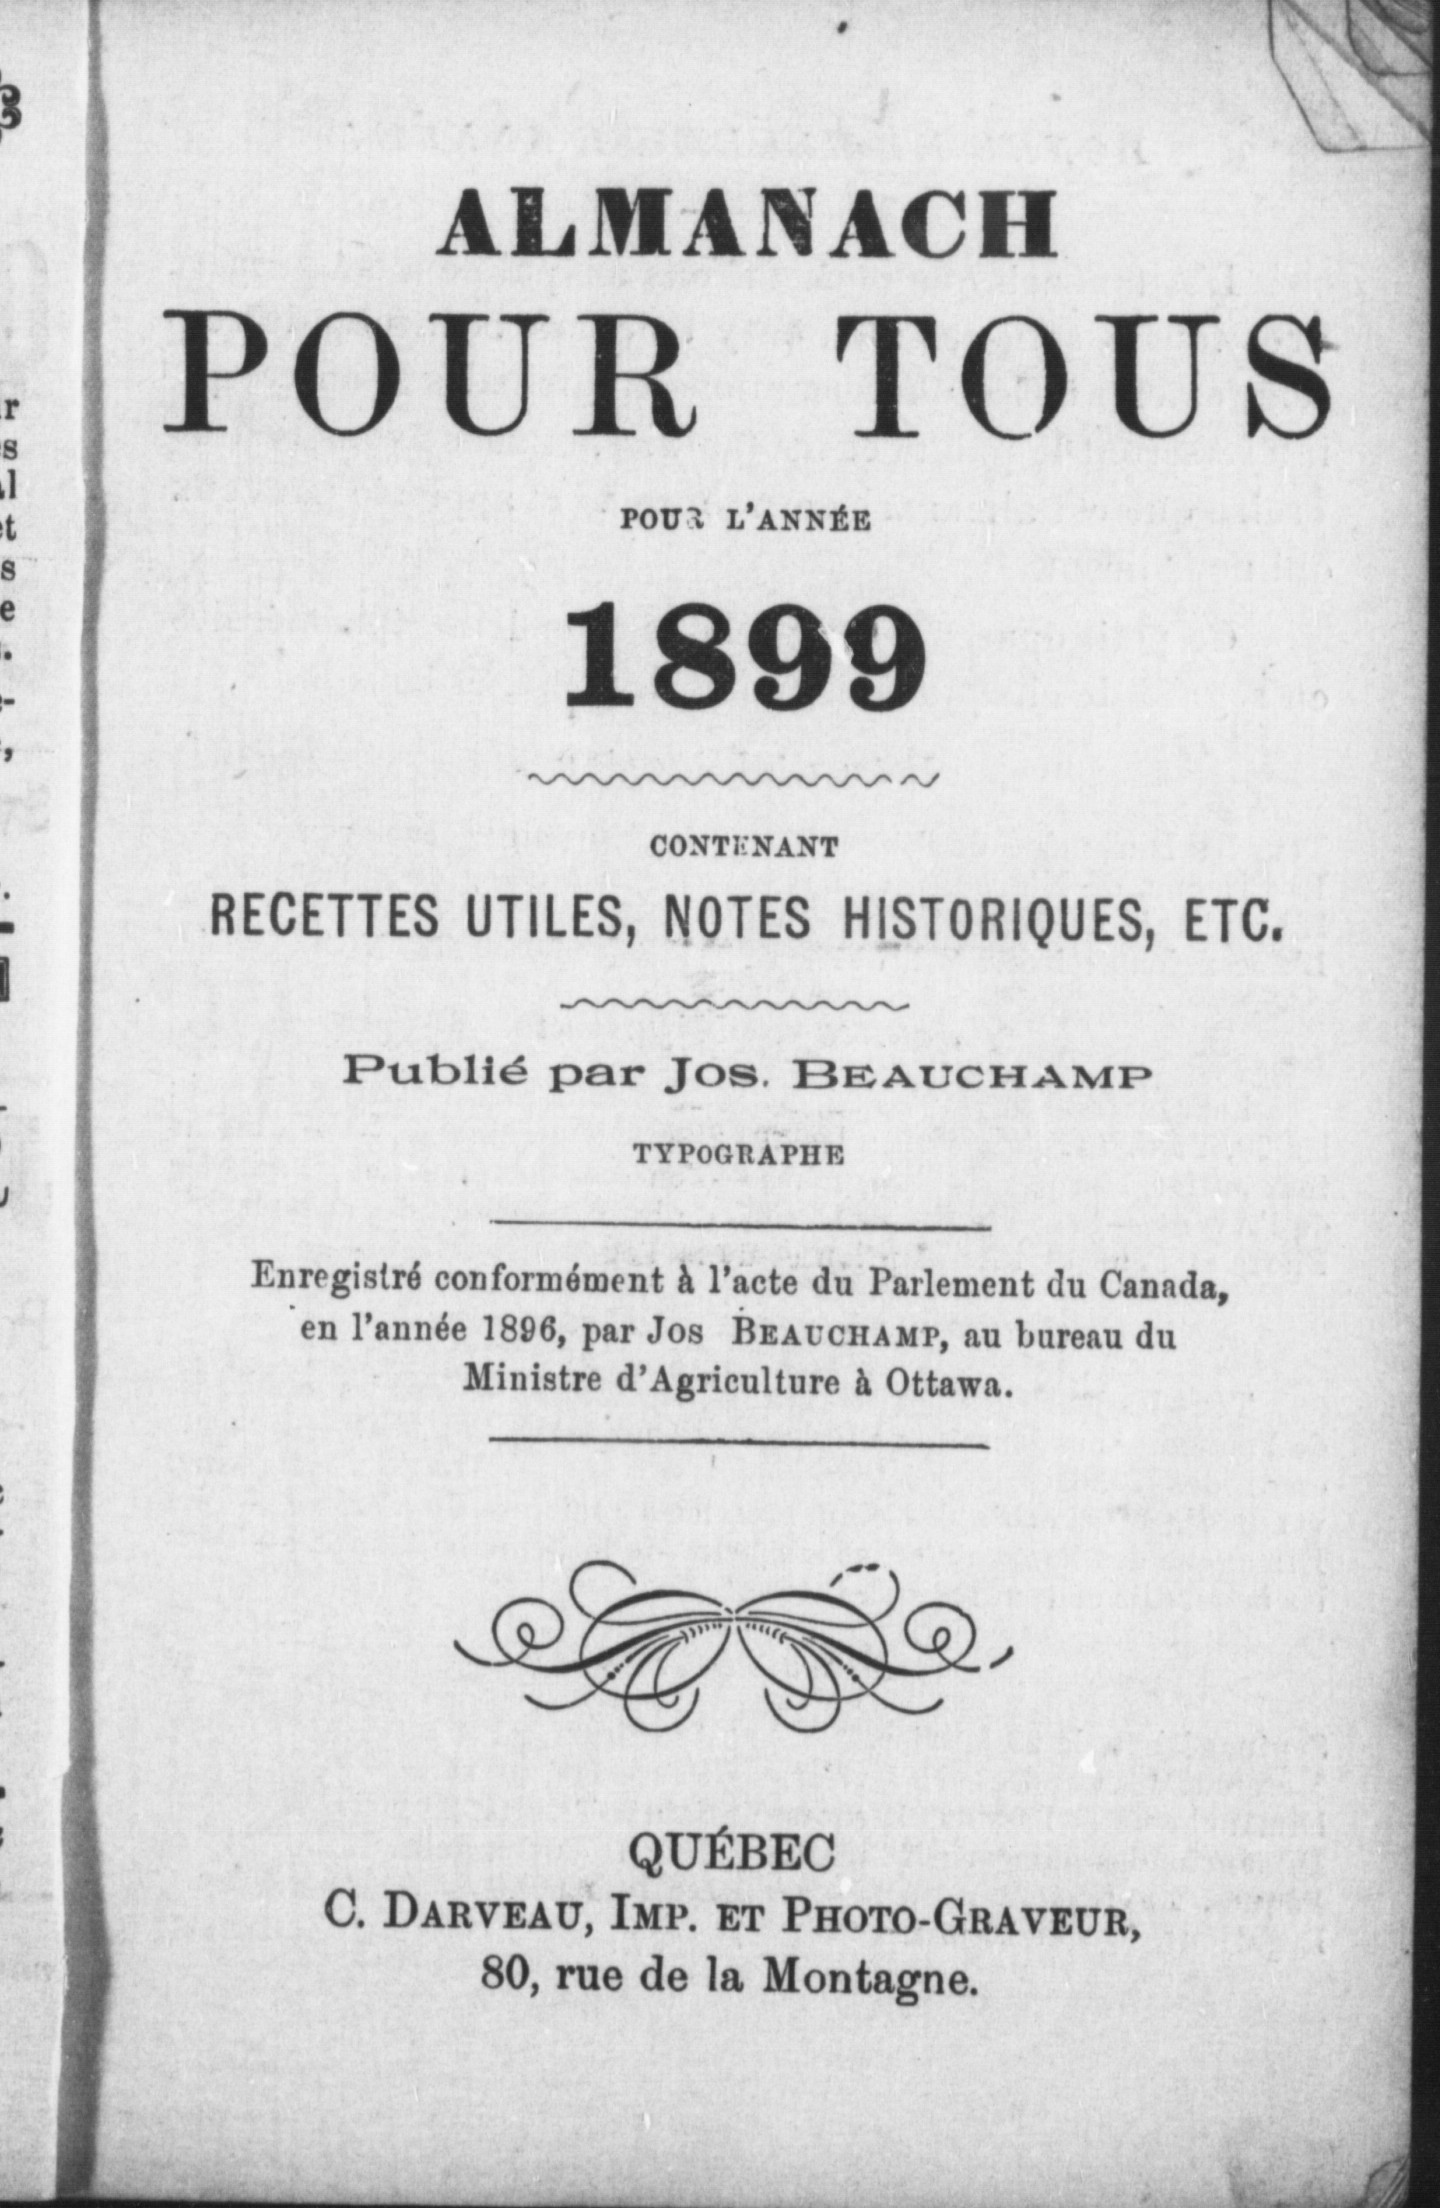 ALMANACH
POUR TOUS
POUR L'ANNÉE
1899
CONTENANT
RECETTES UTILES, NOTES HISTORIQUES, ETC.
Publié par Jos. BEAUCHAMP
TYPOGRAPHE
Enregistré conformément à l'acte du Parlement du Canada,
en l'année 1896, par Jos BEAUCHAMP, au bureau du
Ministre d'Agriculture à Ottawa.
QUÉBEC
C. DARVEAU, IMP. ET PHOTO-GRAVEUR,
80, rue de la Montagne.